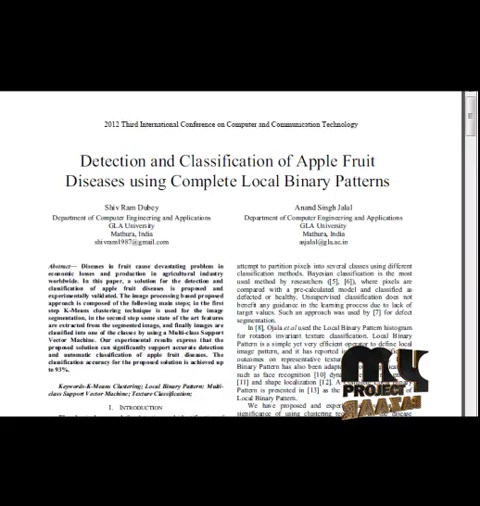 2012 Third International Conference on Computer and Communication Technology
Detection and Classification of Apple Fruit
Diseases using Complete Local Binary Patterns
Shiv Ram Dubey
Department of Computer Engineering and Applications
GLA University
Mathura, India
shivram1987@gmail.com
Anand Singh Jalal
Department of Computer Engineering and Applications
GLA University
Mathura, India
asjalal@gla.ac.in
Abstract— Diseases in fruit cause devastating problem in
economic losses and production in agricultural industry
worldwide. In this paper, a solution for the detection and
classification of apple fruit diseases is proposed and
experimentally validated. The image processing based proposed
approach is composed of the following main steps; in the first
step K-Means clustering technique is used for the image
segmentation, in the second step some state of the art features
are extracted from the segmented image, and finally images are
classified into one of the classes by using a Multi-class Support
Vector Machine. Our experimental results express that the
proposed solution can significantly support accurate detection
and automatic classification of apple fruit diseases. The
classification accuracy for the proposed solution is achieved up
to 93%.
Keywords-K-Means Clustering; Local Binary Pattern; Multi-
class Support Vector Machine; Texture Classification;
I. INTRODUCTION
attempt to partition pixels into several classes using different
classification methods. Bayesian classification is the most
used method by researchers ([5], [6]), where pixels are
compared with a pre-calculated model and classified as
defected or healthy. Unsupervised classification does not
benefit any guidance in the learning process due to lack of
target values. Such an approach was used by [7] for defect
segmentation.
In [8], Ojala et al used the Local Binary Pattern histogram
for rotation invariant texture classification. Local Binary
Pattern is a simple yet very efficient operator to define local
image pattern, and it has reported
outcomes on representative textu
Binary Pattern has also been adap
such as face recognition [10] dyna
[11] and shape localization [12]. A
Pattern is presented in [13] as the
Local Binary Pattern.
We have proposed and exper
significance of using clustering te
MY
PROJECT
BAZAAR